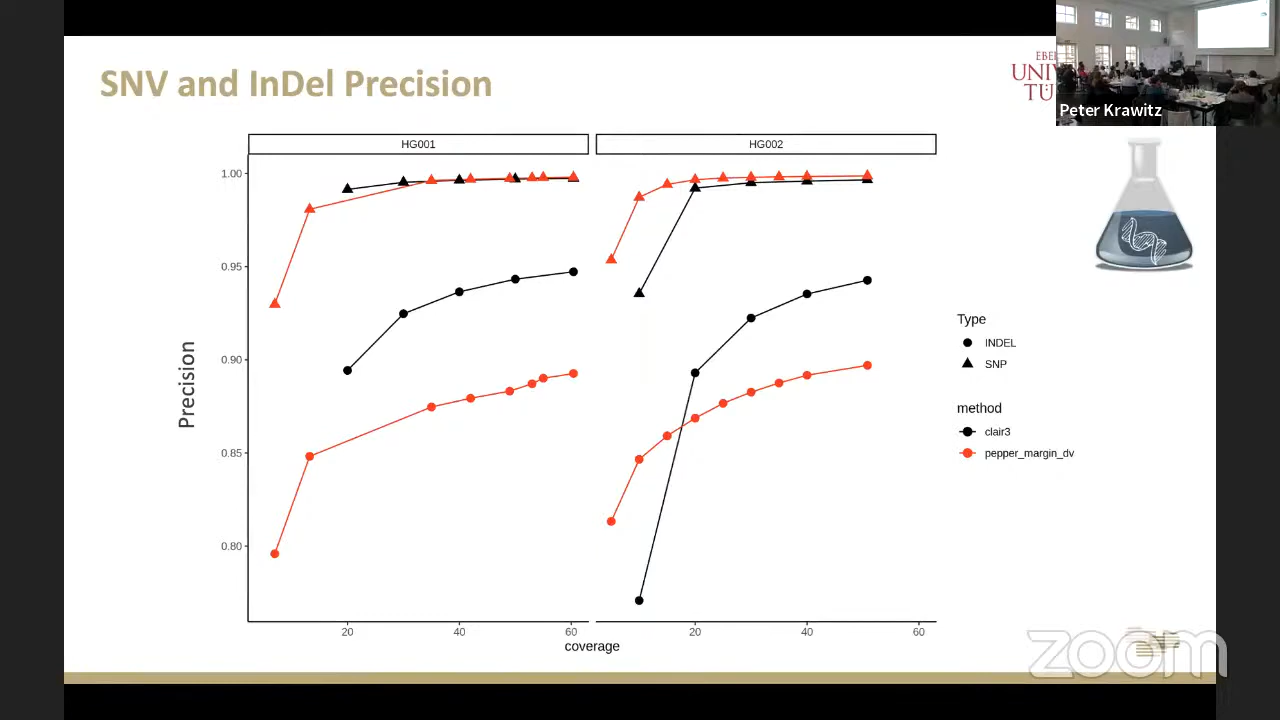 SNV and InDel Precision
Peter Krawitz
HG001
HG002
1.00
0.95
0.90
0.85
0.80
Precision
20
40
60
20
40
60
coverage
Type
INDEL
SNP
method
clair3
pepper_margin_dv
zoom